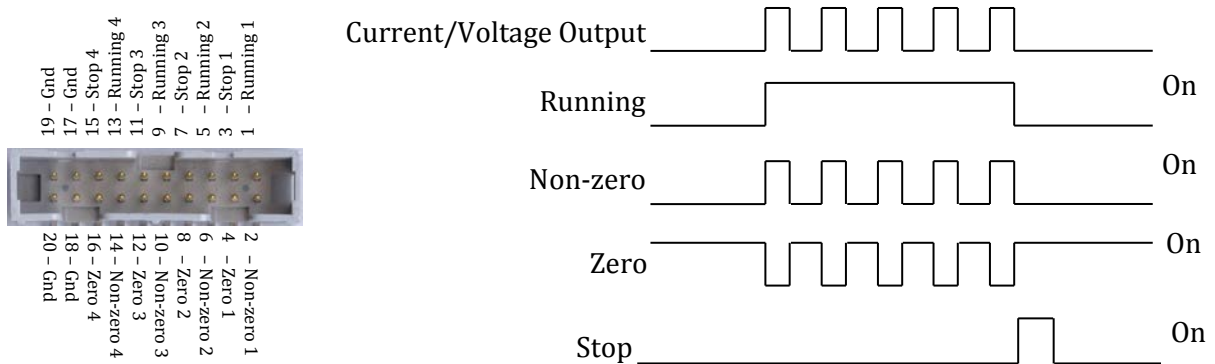 19 – Gnd
17 – Gnd
15 – Stop 4
13 – Running 4
11 – Stop 3
9 – Running 3
7 – Stop 2
5 – Running 2
3 – Stop 1
1 – Running 1
20 – Gnd
18 – Gnd
16 – Zero 4
14 – Non-zero 4
12 – Zero 3
10 – Non-zero 3
8 – Zero 2
6 – Non-zero 2
4 – Zero 1
2 – Non-zero 1
Current/Voltage Output
Running
On
Non-zero
On
Zero
On
Stop
On